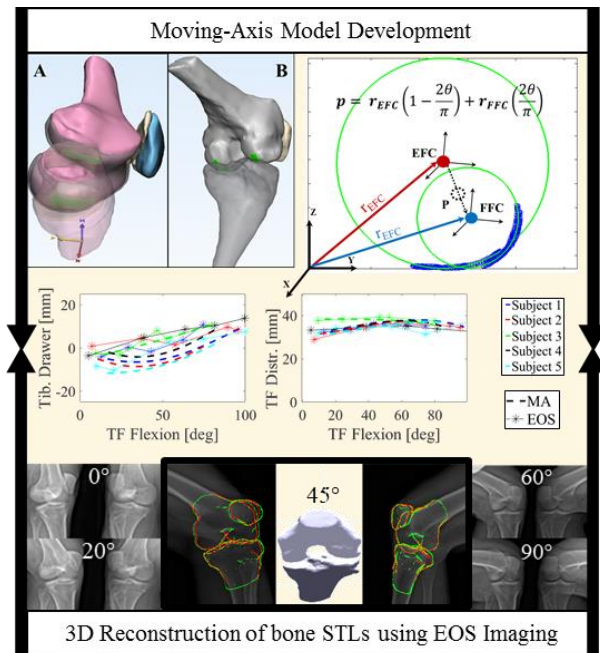 Moving-Axis Model Development
A
B
p = r_EFC (1 − 2θ/π) + r_FFC (2θ/π)
EFC
r_EFC
P
FFC
r_EFC
Z
Y
X
Tib. Drawer [mm]
20
0
-20
50
100
TF Flexion [deg]
TF Distr. [mm]
40
20
0
0
20
40
60
80
TF Flexion [deg]
Subject 1
Subject 2
Subject 3
Subject 4
Subject 5
MA
EOS
0°
20°
45°
60°
90°
3D Reconstruction of bone STLs using EOS Imaging